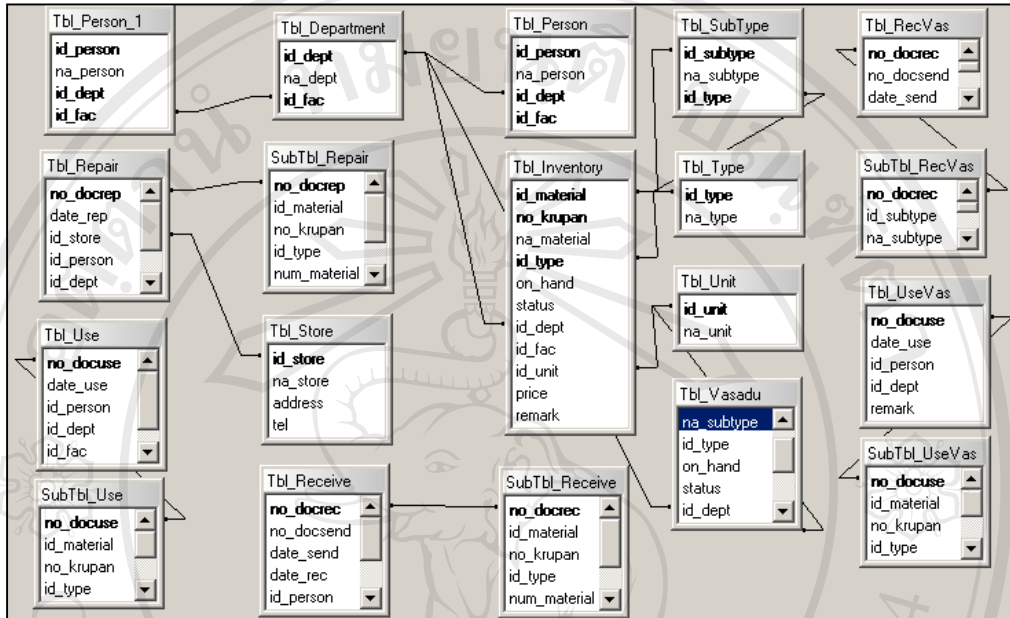 Tbl_Person_1
id_person
na_person
id_dept
id_fac
Tbl_Department
id_dept
na_dept
id_fac
Tbl_Person
id_person
na_person
id_dept
id_fac
Tbl_SubType
id_subtype
na_subtype
id_type
Tbl_RecVas
no_docrec
no_docsend
date_send
Tbl_Repair
no_docrep
date_rep
id_store
id_person
id_dept
SubTbl_Repair
no_docrep
id_material
no_krupan
id_type
num_material
Tbl_Inventory
id_material
no_krupan
na_material
id_type
on_hand
status
id_dept
id_fac
id_unit
price
remark
Tbl_Type
id_type
na_type
SubTbl_RecVas
no_docrec
id_subtype
na_subtype
Tbl_Unit
id_unit
na_unit
Tbl_UseVas
no_docuse
date_use
id_person
id_dept
remark
Tbl_Use
no_docuse
date_use
id_person
id_dept
id_fac
Tbl_Store
id_store
na_store
address
tel
Tbl_Vasadu
na_subtype
id_type
on_hand
status
id_dept
SubTbl_Use
no_docuse
id_material
no_krupan
id_type
Tbl_Receive
no_docrec
no_docsend
date_send
date_rec
id_person
SubTbl_Receive
no_docrec
id_material
no_krupan
id_type
num_material
SubTbl_UseVas
no_docuse
id_material
no_krupan
id_type